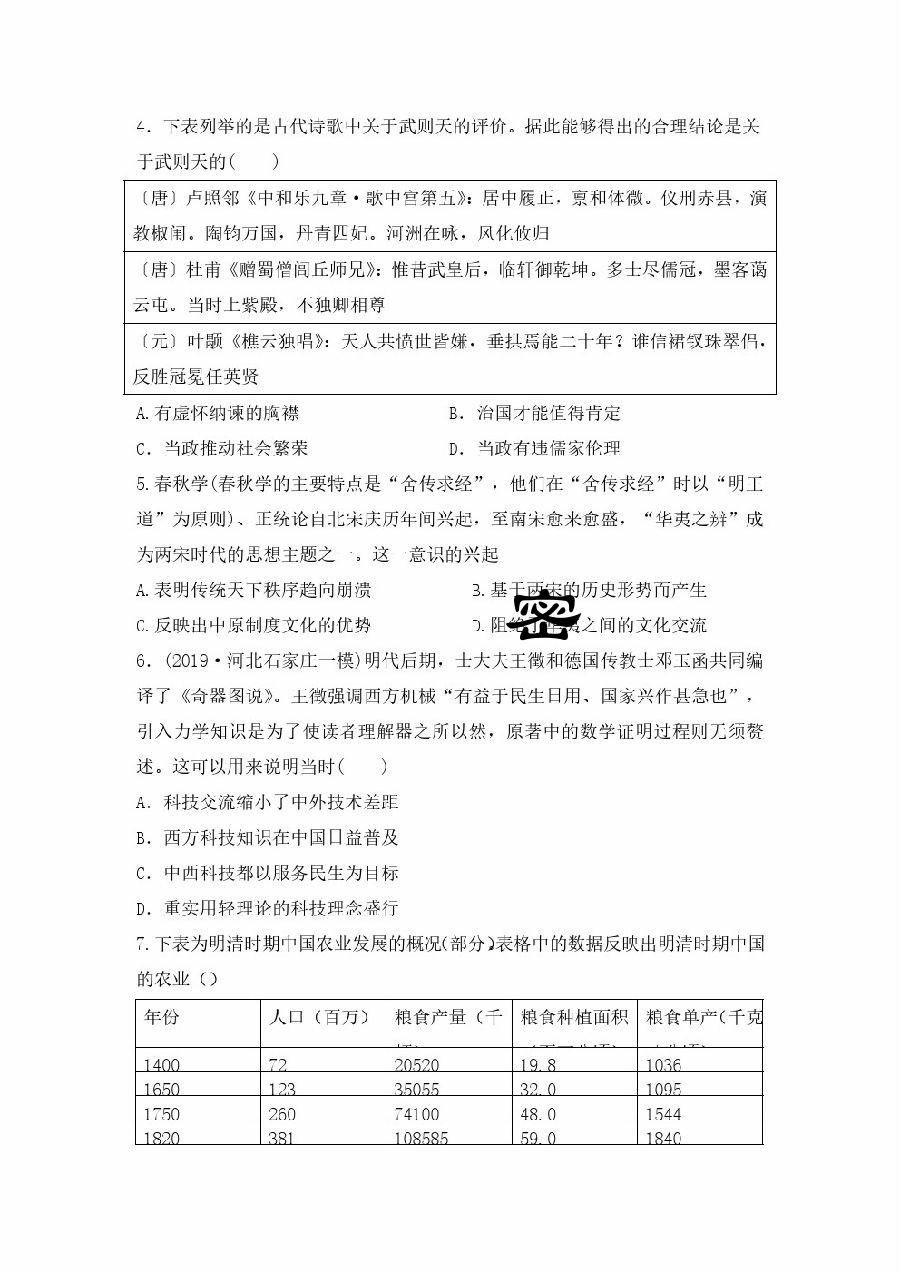 4. 下表列举的是古代诗歌中关于武则天的评价。据此能够得出的合理结论是关
于武则天的(  )
〔唐〕卢照邻《中和乐九章·歌中宫第五》：居中履正，禀和体微。仪刑赤县，演
教椒闱。陶钧万国，丹青四妃。河洲在咏，风化攸归
〔唐〕杜甫《赠蜀僧闾丘师兄》：惟昔武皇后，临轩御乾坤。多士尽儒冠，墨客蔼
云屯。当时上紫殿，不独卿相尊
〔元〕叶颙《樵云独唱》：天人共愤世皆嫌，垂拱焉能二十年？谁信裙钗珠翠侣，
反胜冠冕任英贤
A.有虚怀纳谏的胸襟 B. 治国才能值得肯定
C. 当政推动社会繁荣 D. 当政有违儒家伦理
5.春秋学(春秋学的主要特点是“舍传求经”，他们在“舍传求经”时以“明王
道”为原则)、正统论自北宋庆历年间兴起，至南宋愈来愈盛，“华夷之辨”成
为两宋时代的思想主题之一。这一意识的兴起
A.表明传统天下秩序趋向崩溃 B.基于两宋的历史形势而产生
C.反映出中原制度文化的优势 D.阻绝了华夷之间的文化交流
密
6. (2019·河北石家庄一模)明代后期，士大夫王徵和德国传教士邓玉函共同编
译了《奇器图说》。王徵强调西方机械“有益于民生日用、国家兴作甚急也”，
引入力学知识是为了使读者理解器之所以然，原著中的数学证明过程则无须赘
述。这可以用来说明当时(  )
A. 科技交流缩小了中外技术差距
B. 西方科技知识在中国日益普及
C. 中西科技都以服务民生为目标
D. 重实用轻理论的科技理念盛行
7.下表为明清时期中国农业发展的概况(部分)，表格中的数据反映出明清时期中国
的农业（）
年份 人口（百万） 粮食产量（千 粮食种植面积 粮食单产（千克
1400 72 20520 19.8 1036
1650 123 35055 32.0 1095
1750 260 74100 48.0 1544
1820 381 108585 59.0 1840